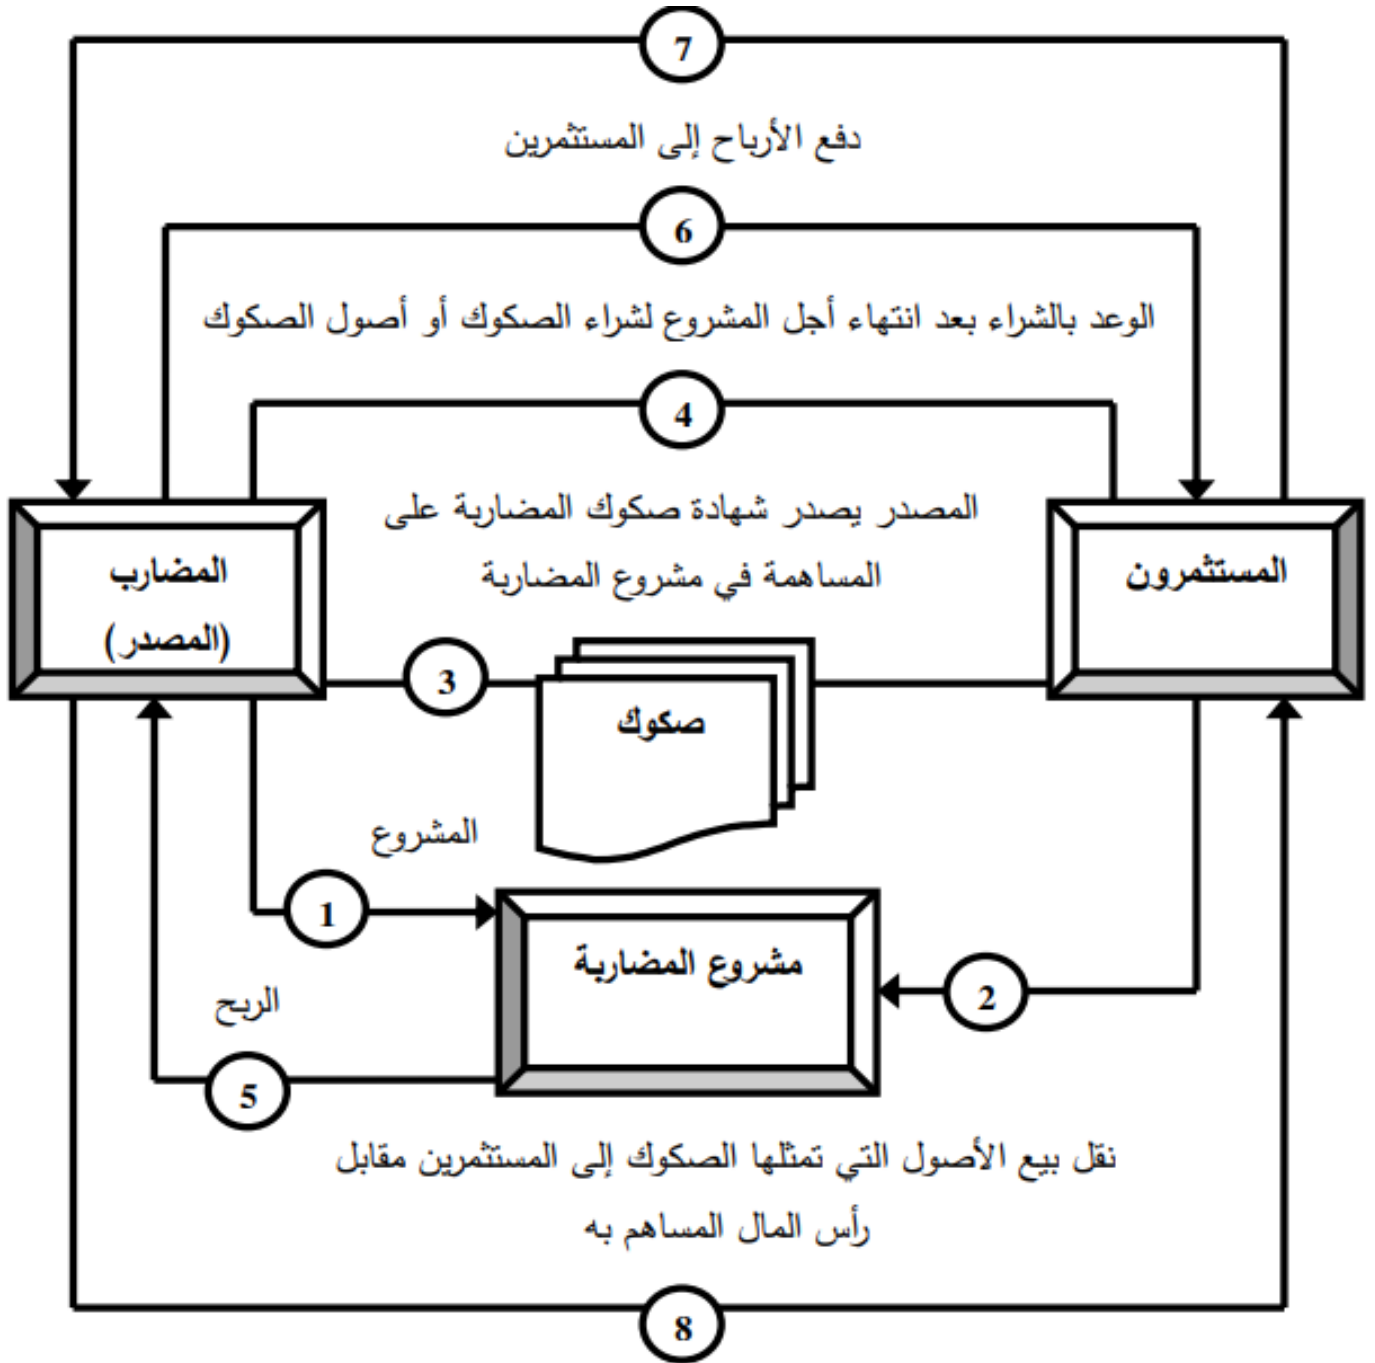 7
دفع الأرباح إلى المستثمرين
6
الوعد بالشراء بعد انتهاء أجل المشروع لشراء الصكوك أو أصول الصكوك
4
المصدر يصدر شهادة صكوك المضاربة على
المساهمة في مشروع المضاربة
المستثمرون
المضارب
(المصدر)
3
صكوك
المشروع
1
مشروع المضاربة
2
الربح
5
نقل بيع الأصول التي تمثلها الصكوك إلى المستثمرين مقابل
رأس المال المساهم به
8